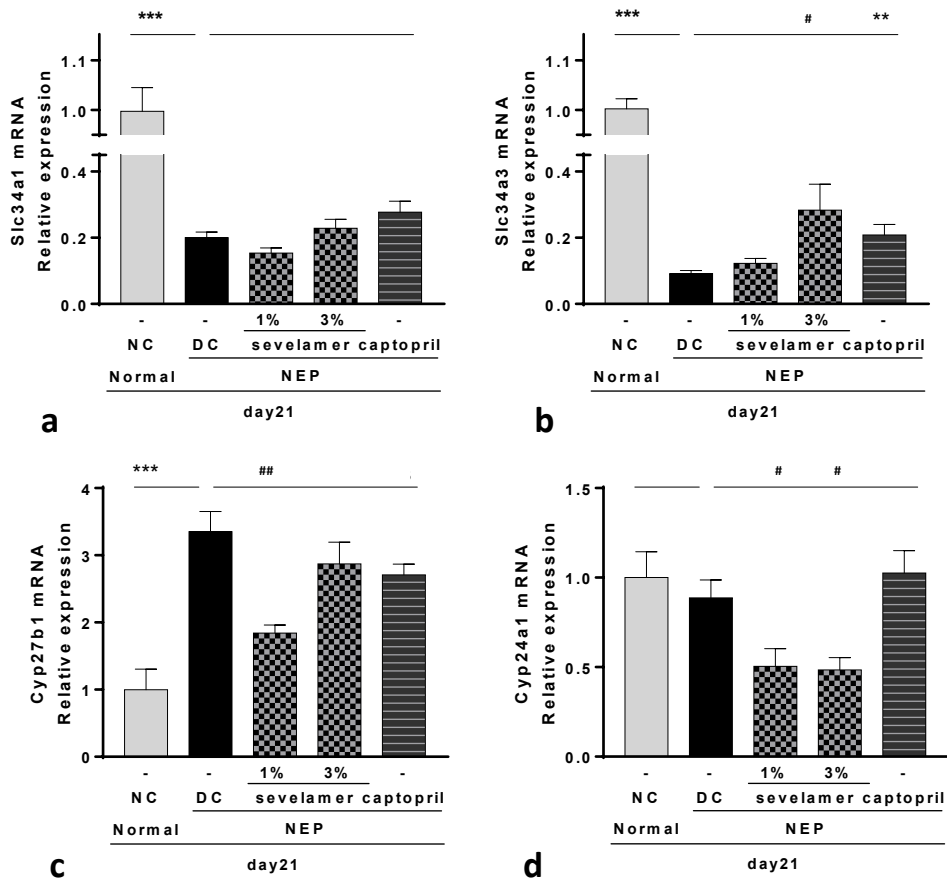 ***
1.1
1.0
0.4
0.2
0.0
Slc34a1 mRNA
Relative expression
- - 1% 3% -
NC DC sevelamer captopril
Normal NEP
day21
a
*** # **
1.1
1.0
0.4
0.2
0.0
Slc34a3 mRNA
Relative expression
- - 1% 3% -
NC DC sevelamer captopril
Normal NEP
day21
b
*** ##
4
3
2
1
0
Cyp27b1 mRNA
Relative expression
- - 1% 3% -
NC DC sevelamer captopril
Normal NEP
day21
c
# #
1.5
1.0
0.5
0.0
Cyp24a1 mRNA
Relative expression
- - 1% 3% -
NC DC sevelamer captopril
Normal NEP
day21
d